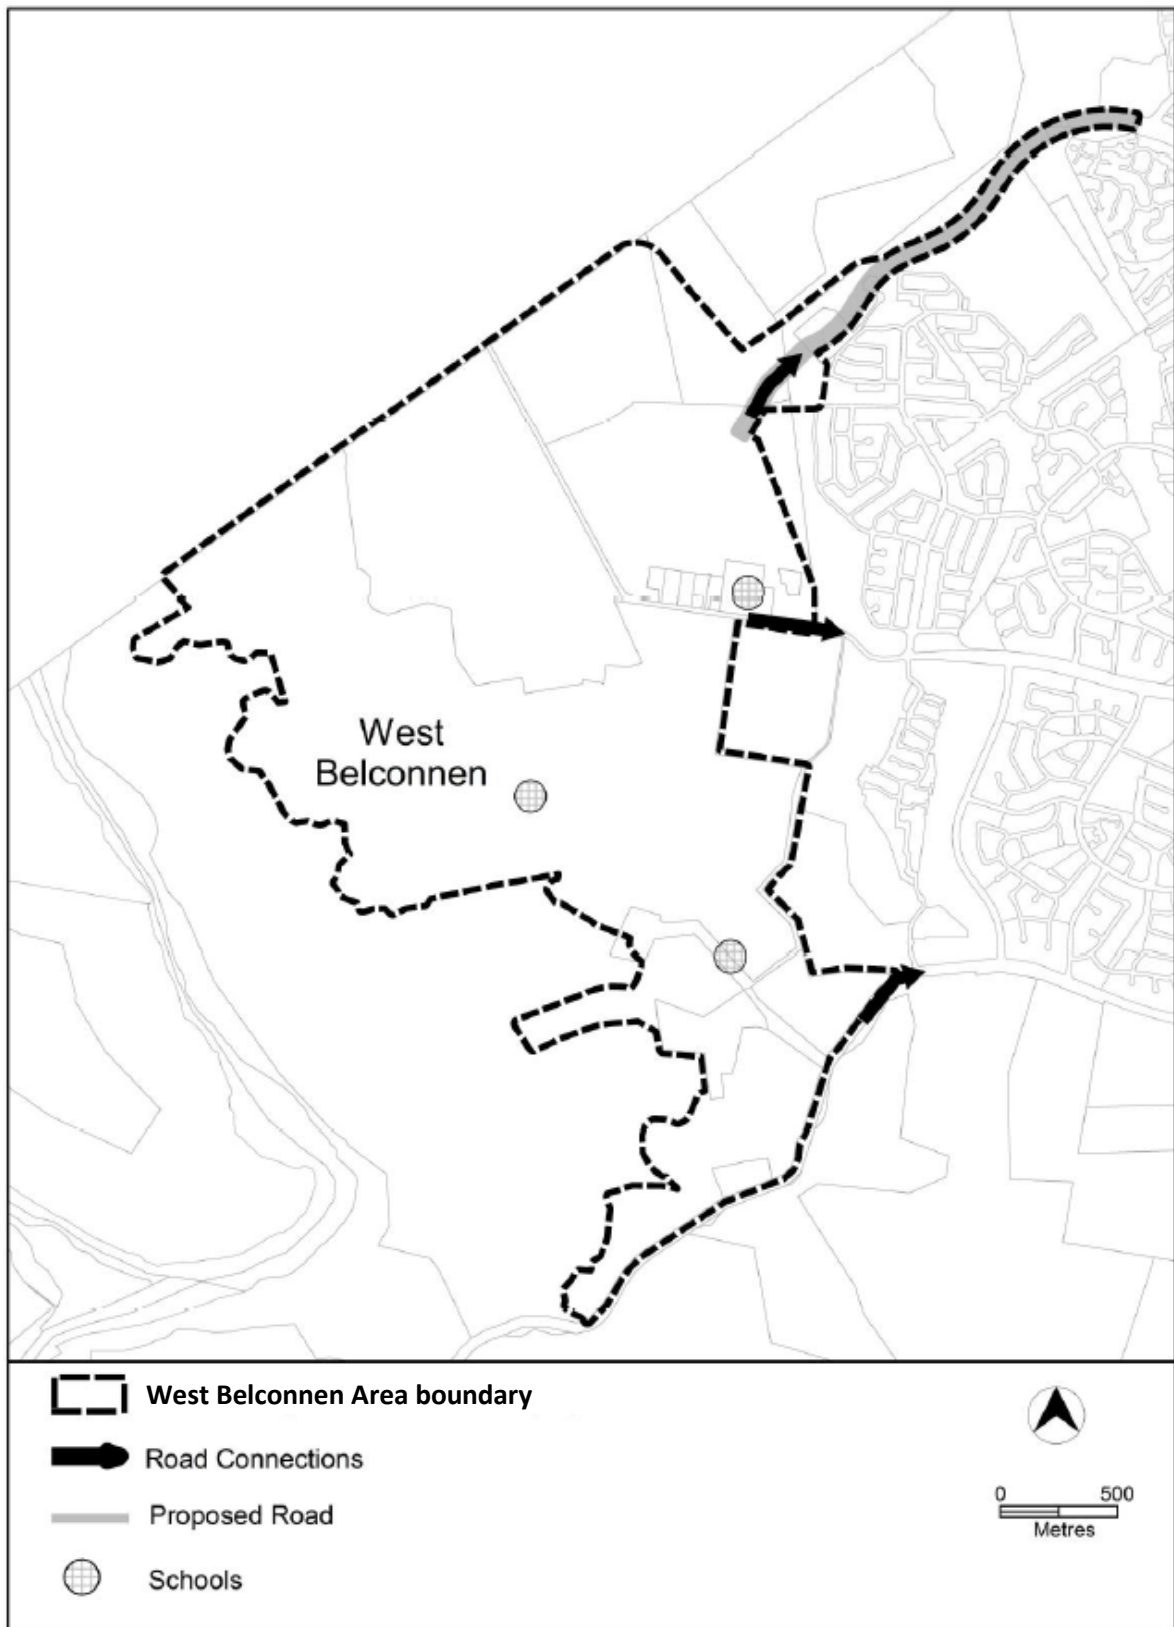 West
Belconnen
West Belconnen Area boundary
Road Connections
Proposed Road
Schools
0 500
Metres